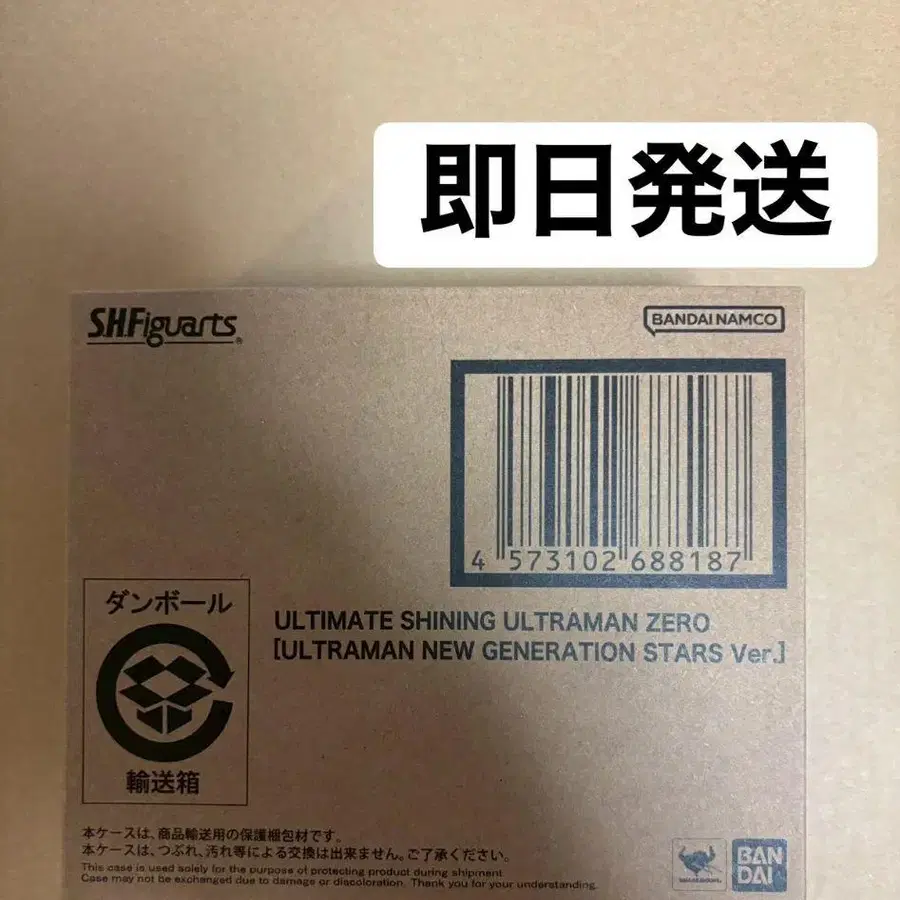 即日発送
S.H.Figuarts
BANDAI NAMCO
4 573102 688187
ULTIMATE SHINING ULTRAMAN ZERO
[ULTRAMAN NEW GENERATION STARS Ver.]
ダンボール
輸送箱
本ケースは、商品輸送用の保護梱包材です。
本ケースは、つぶれ、汚れ等による交換は出来ません。ご了承ください。
This case is used solely for the purpose of protecting product during shipment.
Case may not be exchanged due to damage or discoloration. Thank you for your understanding.
BAN
DAI